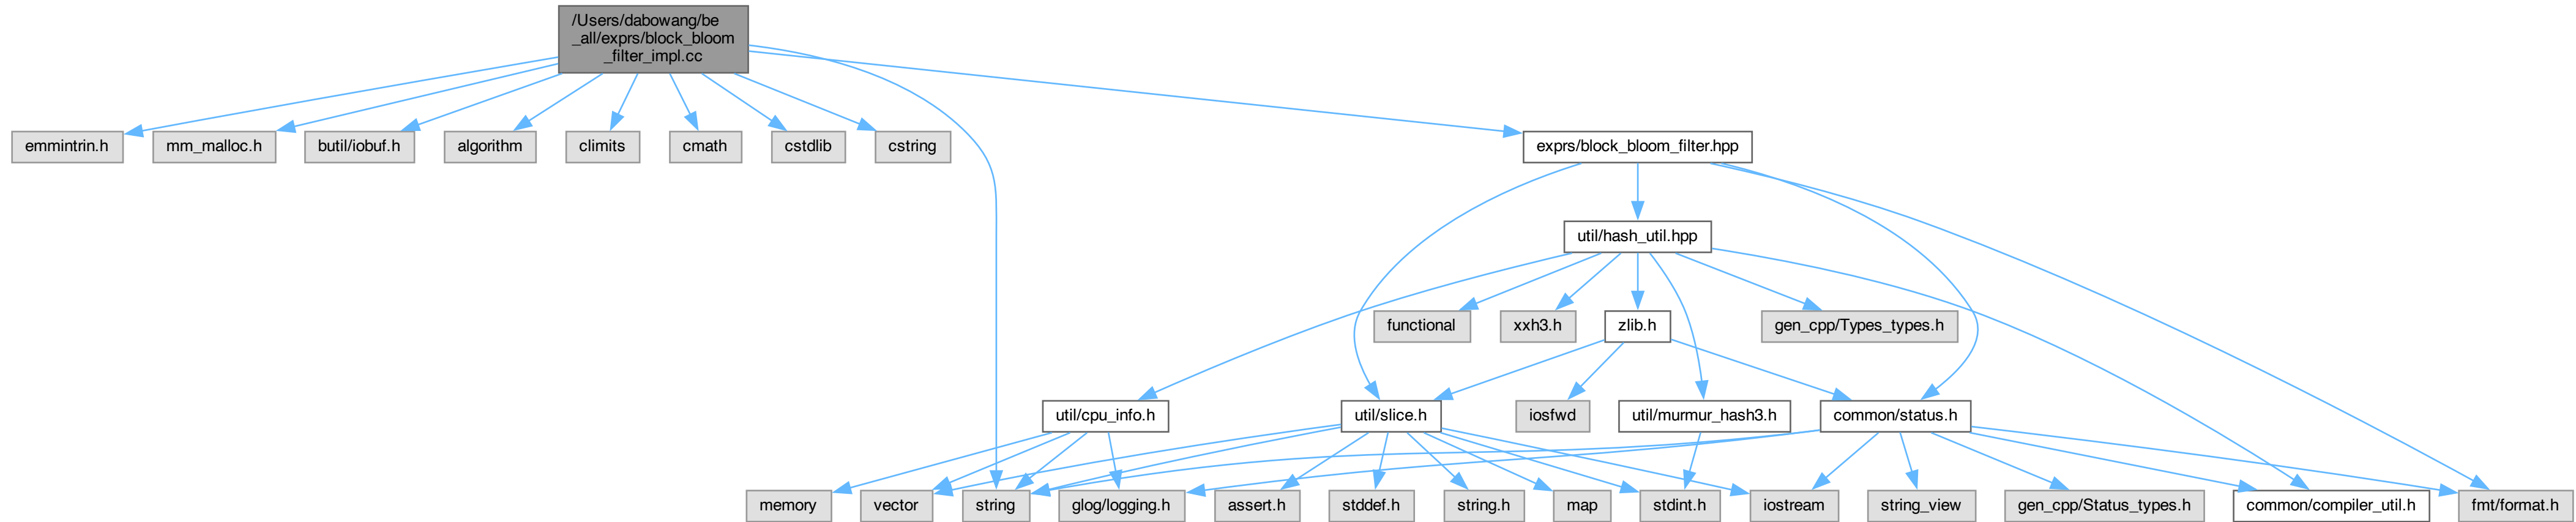 /Users/dabowang/be
_all/exprs/block_bloom
_filter_impl.cc
emmintrin.h
mm_malloc.h
butil/iobuf.h
algorithm
climits
cmath
cstdlib
cstring
exprs/block_bloom_filter.hpp
util/hash_util.hpp
functional
xxh3.h
zlib.h
gen_cpp/Types_types.h
util/cpu_info.h
util/slice.h
iosfwd
util/murmur_hash3.h
common/status.h
memory
vector
string
glog/logging.h
assert.h
stddef.h
string.h
map
stdint.h
iostream
string_view
gen_cpp/Status_types.h
common/compiler_util.h
fmt/format.h